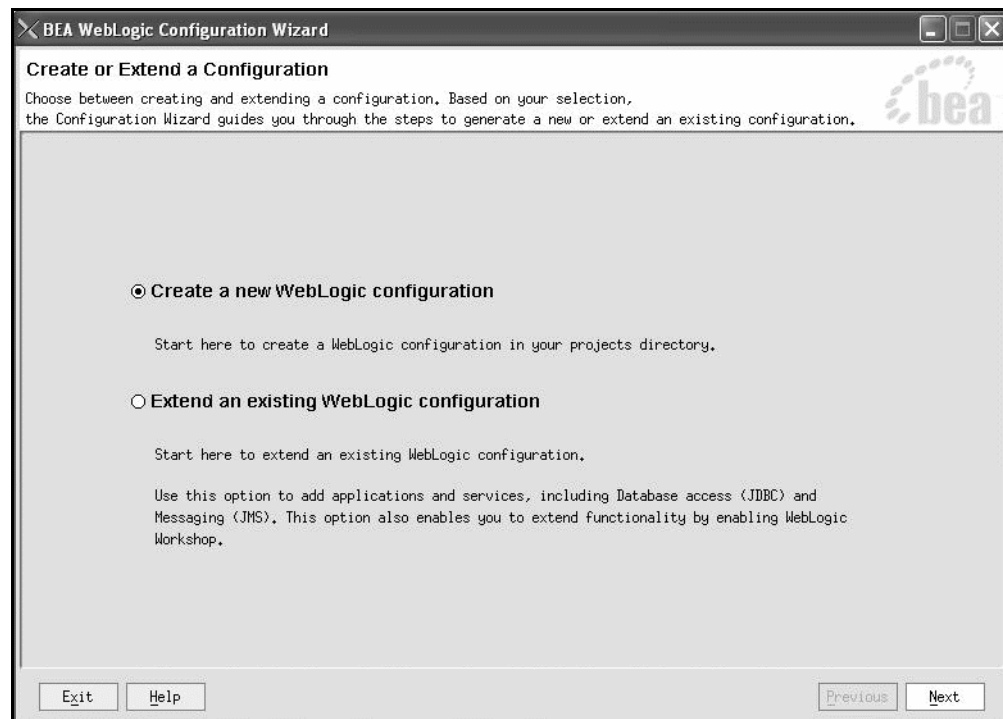 BEA WebLogic Configuration Wizard
Create or Extend a Configuration
Choose between creating and extending a configuration. Based on your selection,
the Configuration Wizard guides you through the steps to generate a new or extend an existing configuration.
bea
Create a new WebLogic configuration
Start here to create a WebLogic configuration in your projects directory.
Extend an existing WebLogic configuration
Start here to extend an existing WebLogic configuration.
Use this option to add applications and services, including Database access (JDBC) and
Messaging (JMS). This option also enables you to extend functionality by enabling WebLogic
Workshop.
Exit Help Previous Next